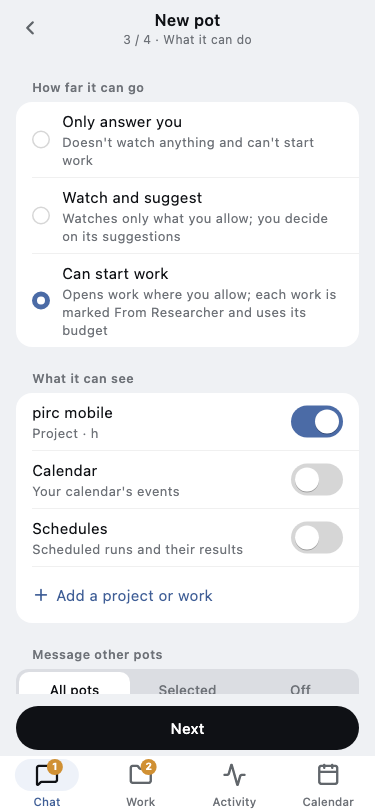 New pot
3 / 4 · What it can do
How far it can go
Only answer you
Doesn't watch anything and can't start
work
Watch and suggest
Watches only what you allow; you decide
on its suggestions
Can start work
Opens work where you allow; each work is
marked From Researcher and uses its
budget
What it can see
pirc mobile
Project · h
Calendar
Your calendar's events
Schedules
Scheduled runs and their results
+ Add a project or work
Message other pots
All pots Selected Off
Next
1 2
Chat Work Activity Calendar